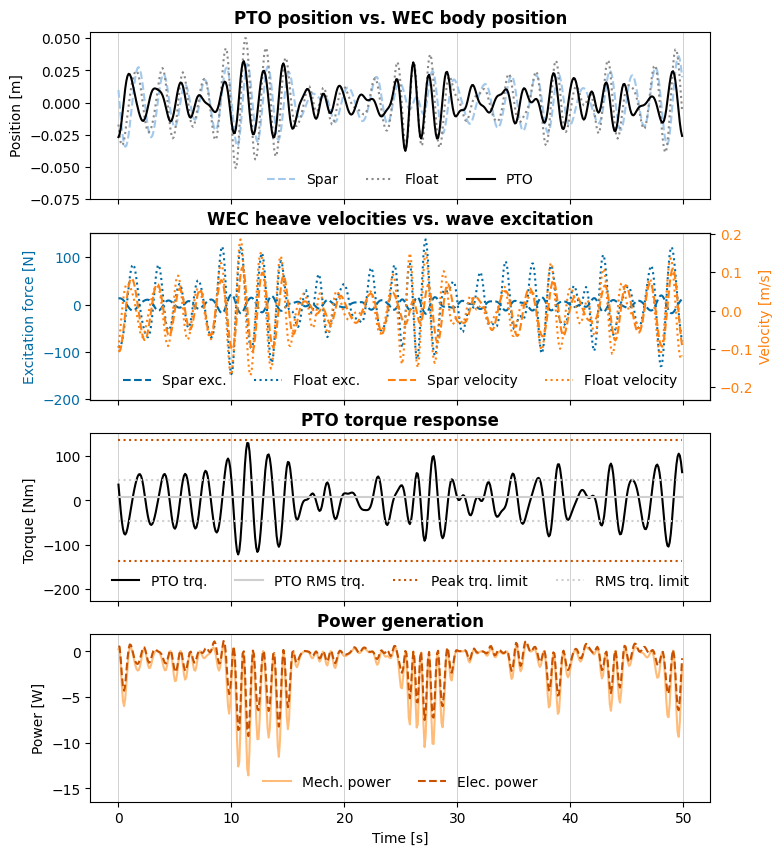 PTO position vs. WEC body position
0.050
0.025
0.000
−0.025
−0.050
−0.075
Position [m]
Spar Float PTO
WEC heave velocities vs. wave excitation
100
0
−100
−200
Excitation force [N]
0.2
0.1
0.0
−0.1
−0.2
Velocity [m/s]
Spar exc. Float exc. Spar velocity Float velocity
PTO torque response
100
0
−100
−200
Torque [Nm]
PTO trq. PTO RMS trq. Peak trq. limit RMS trq. limit
Power generation
0
−5
−10
−15
Power [W]
Mech. power Elec. power
0 10 20 30 40 50
Time [s]